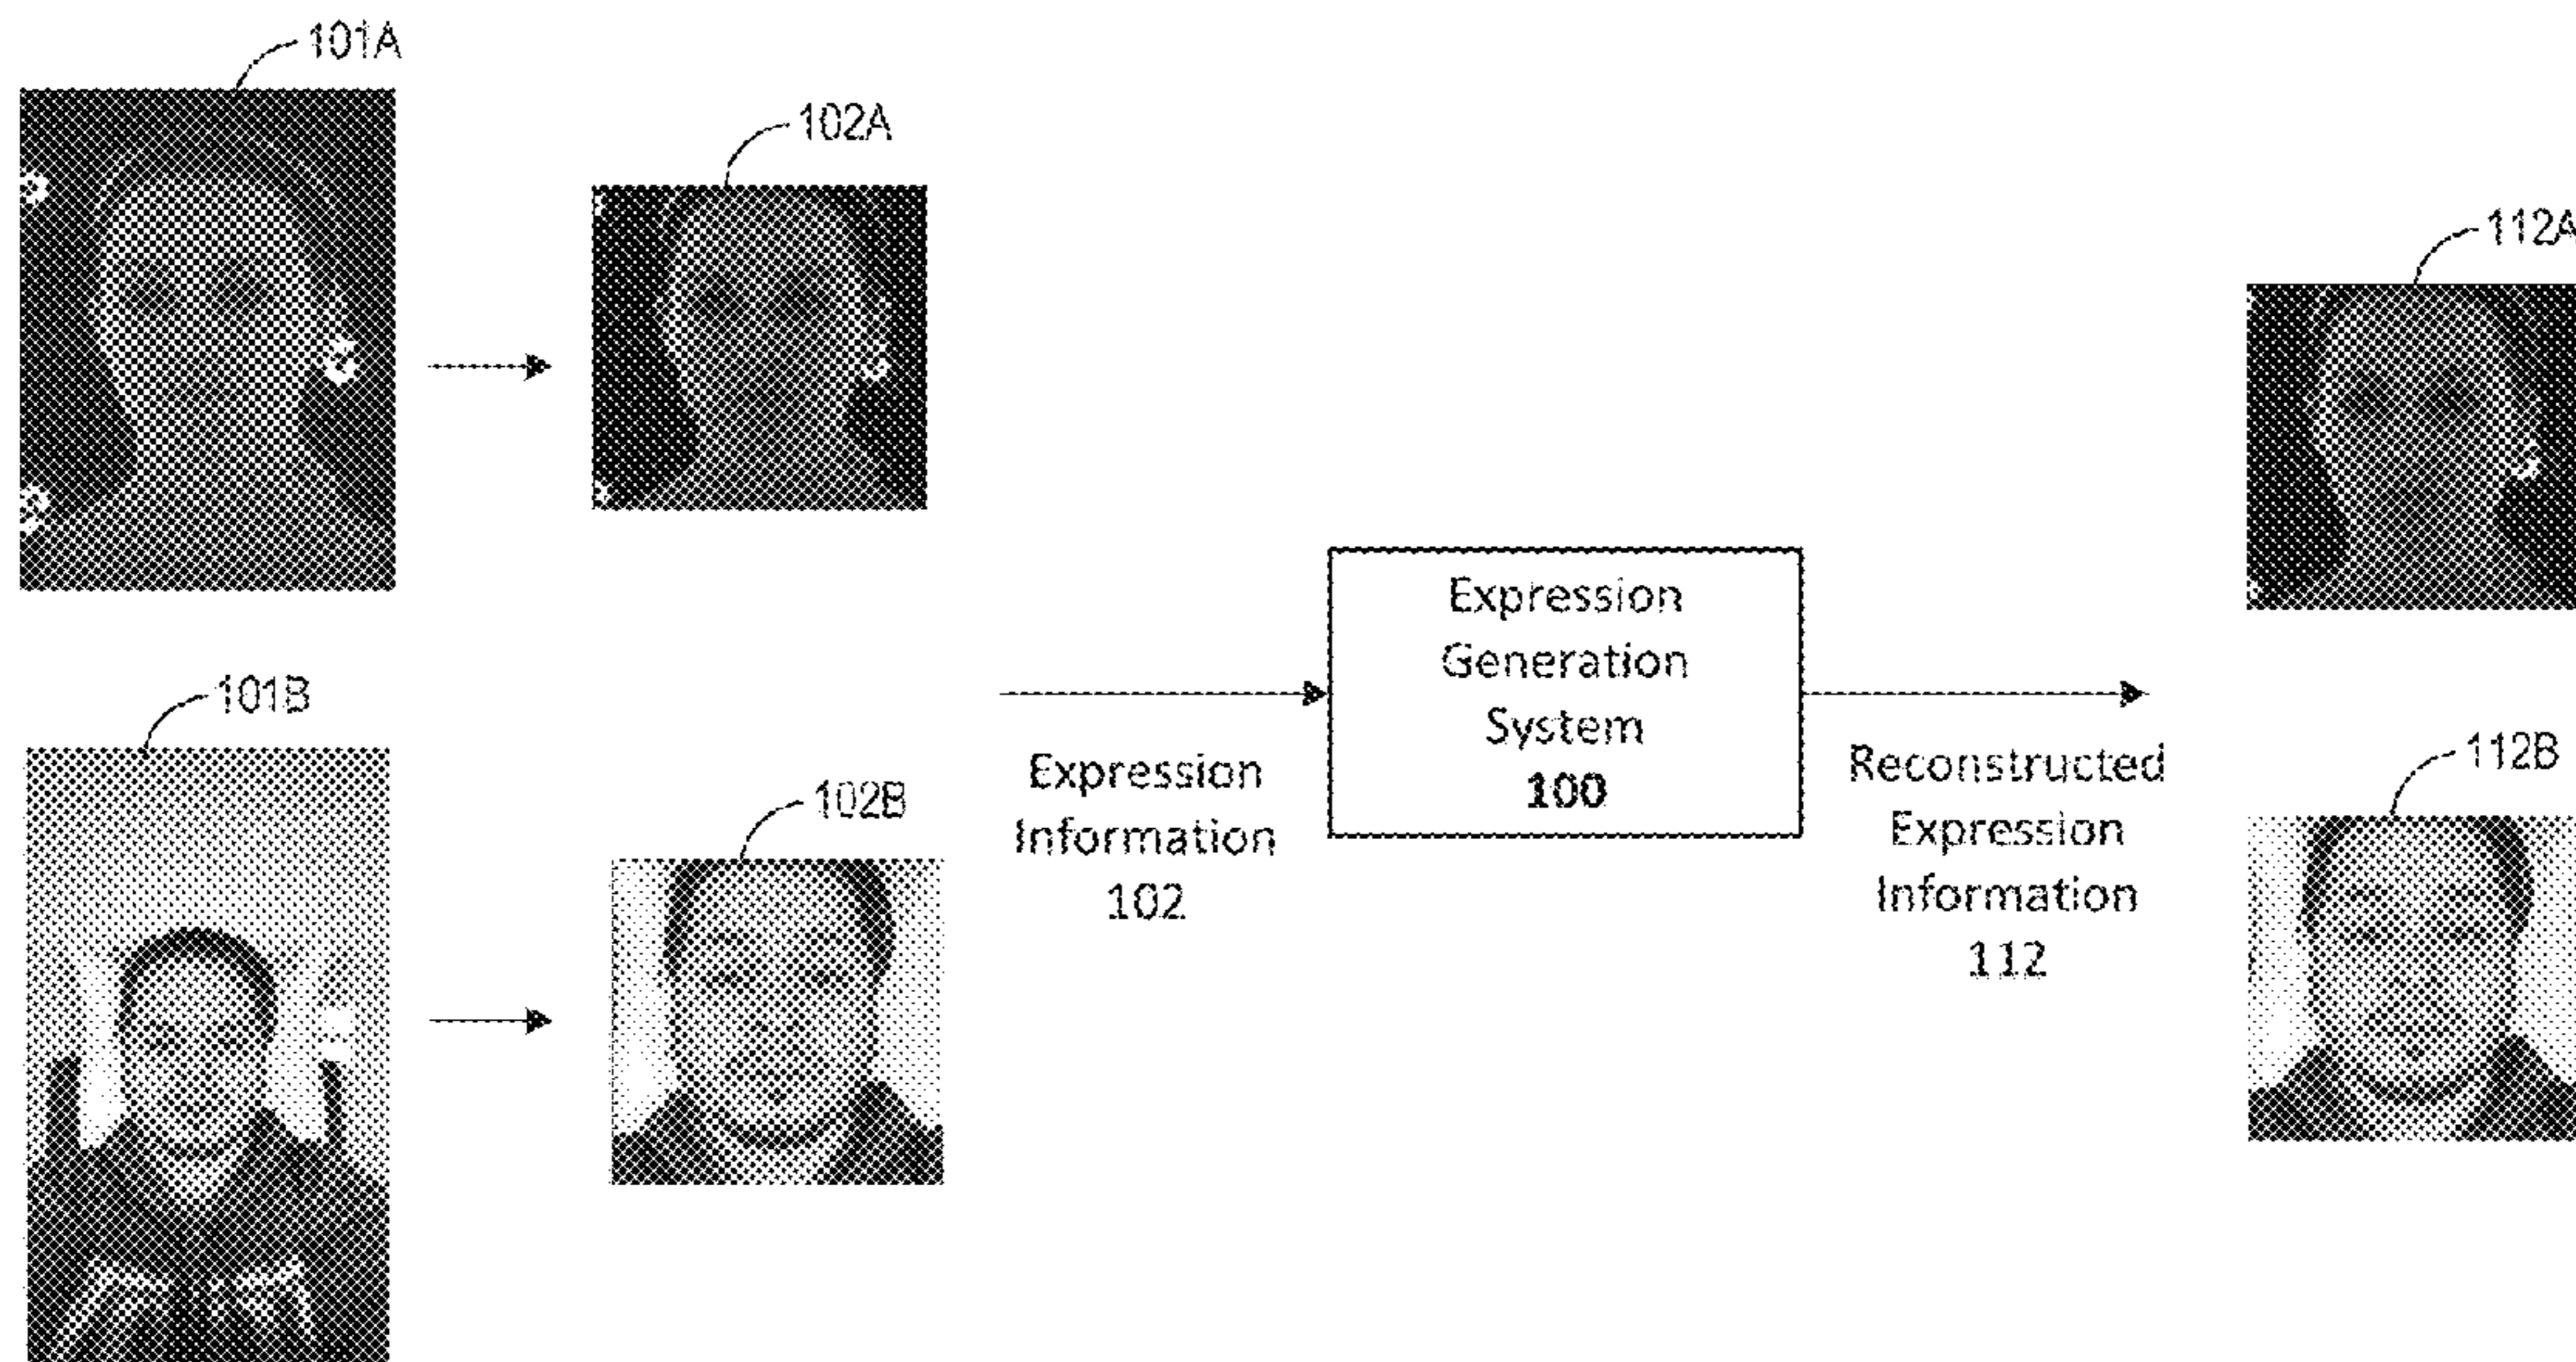 101A
102A
112A
101B
102B
Expression
Information
102
Expression
Generation
System
100
Reconstructed
Expression
Information
112
112B